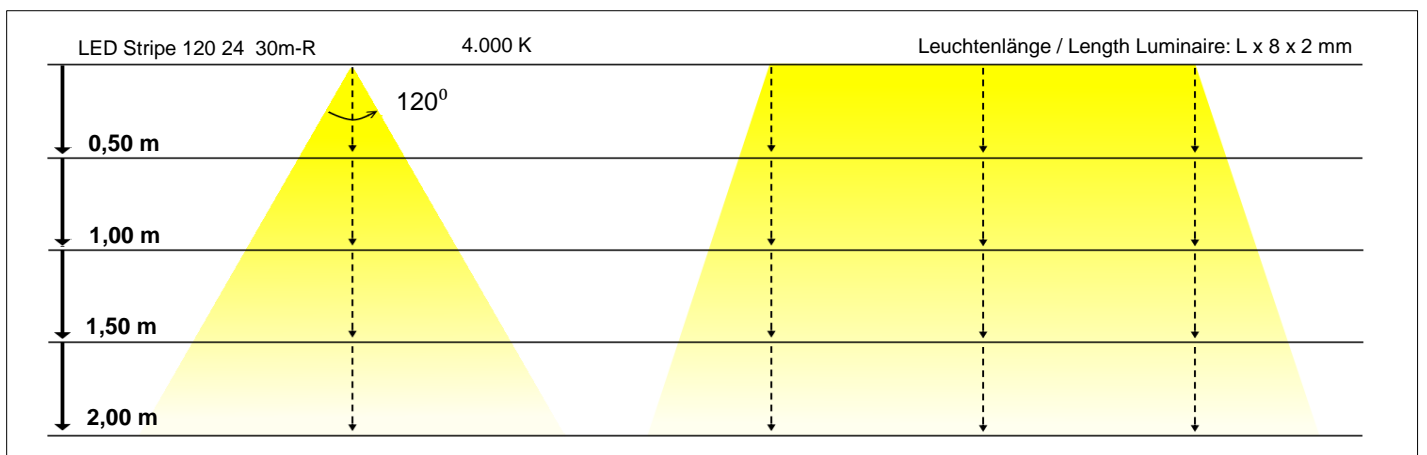 LED Stripe 120 24  30m-R 4.000 K Leuchtenlänge / Length Luminaire: L x 8 x 2 mm
120⁰
0,50 m
1,00 m
1,50 m
2,00 m